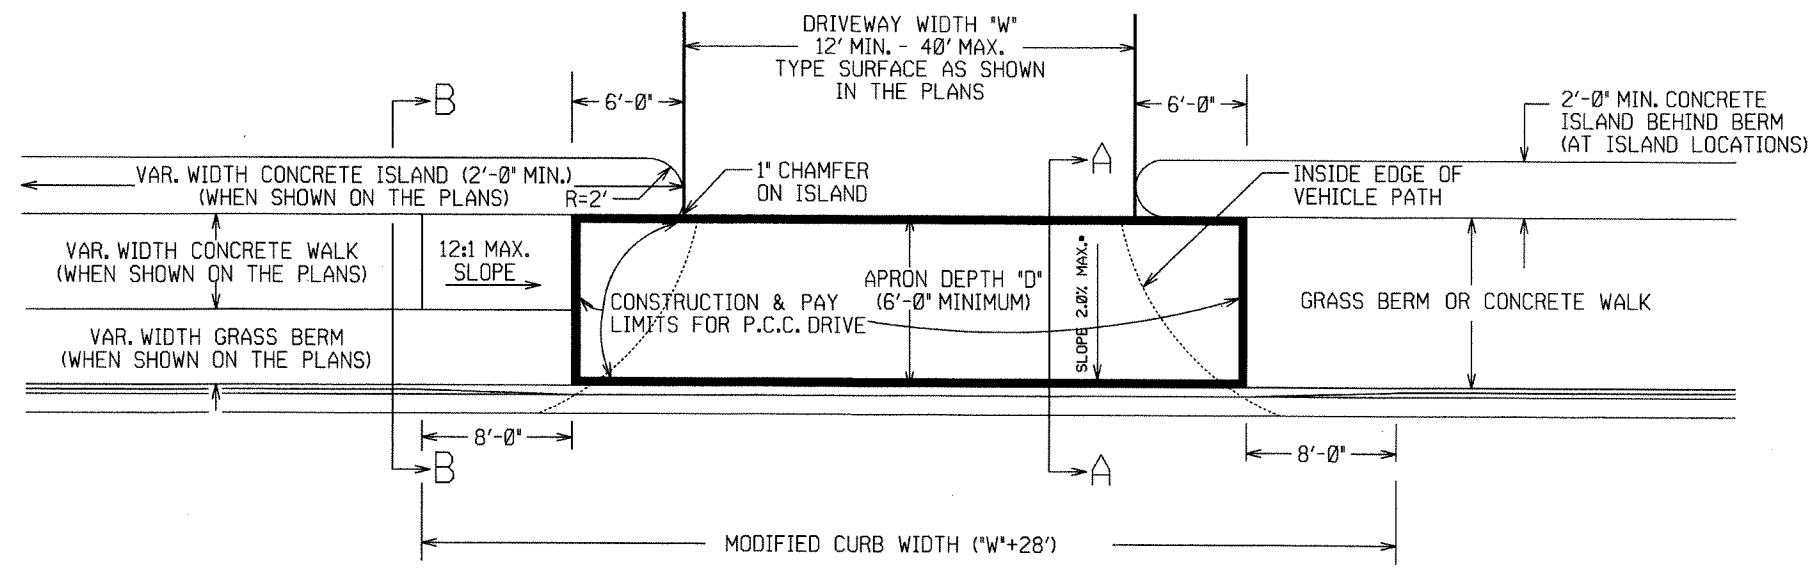 DRIVEWAY WIDTH "W"
12' MIN. - 40' MAX.
TYPE SURFACE AS SHOWN
IN THE PLANS
B
6'-0"
6'-0"
2'-0" MIN. CONCRETE
ISLAND BEHIND BERM
(AT ISLAND LOCATIONS)
VAR. WIDTH CONCRETE ISLAND (2'-0" MIN.)
(WHEN SHOWN ON THE PLANS)
R=2'
1" CHAMFER
ON ISLAND
A
INSIDE EDGE OF
VEHICLE PATH
VAR. WIDTH CONCRETE WALK
(WHEN SHOWN ON THE PLANS)
12:1 MAX.
SLOPE
APRON DEPTH "D"
(6'-0" MINIMUM)
SLOPE 2.0% MAX.*
CONSTRUCTION & PAY
LIMITS FOR P.C.C. DRIVE
GRASS BERM OR CONCRETE WALK
VAR. WIDTH GRASS BERM
(WHEN SHOWN ON THE PLANS)
8'-0"
B
A
8'-0"
MODIFIED CURB WIDTH ("W"+28')